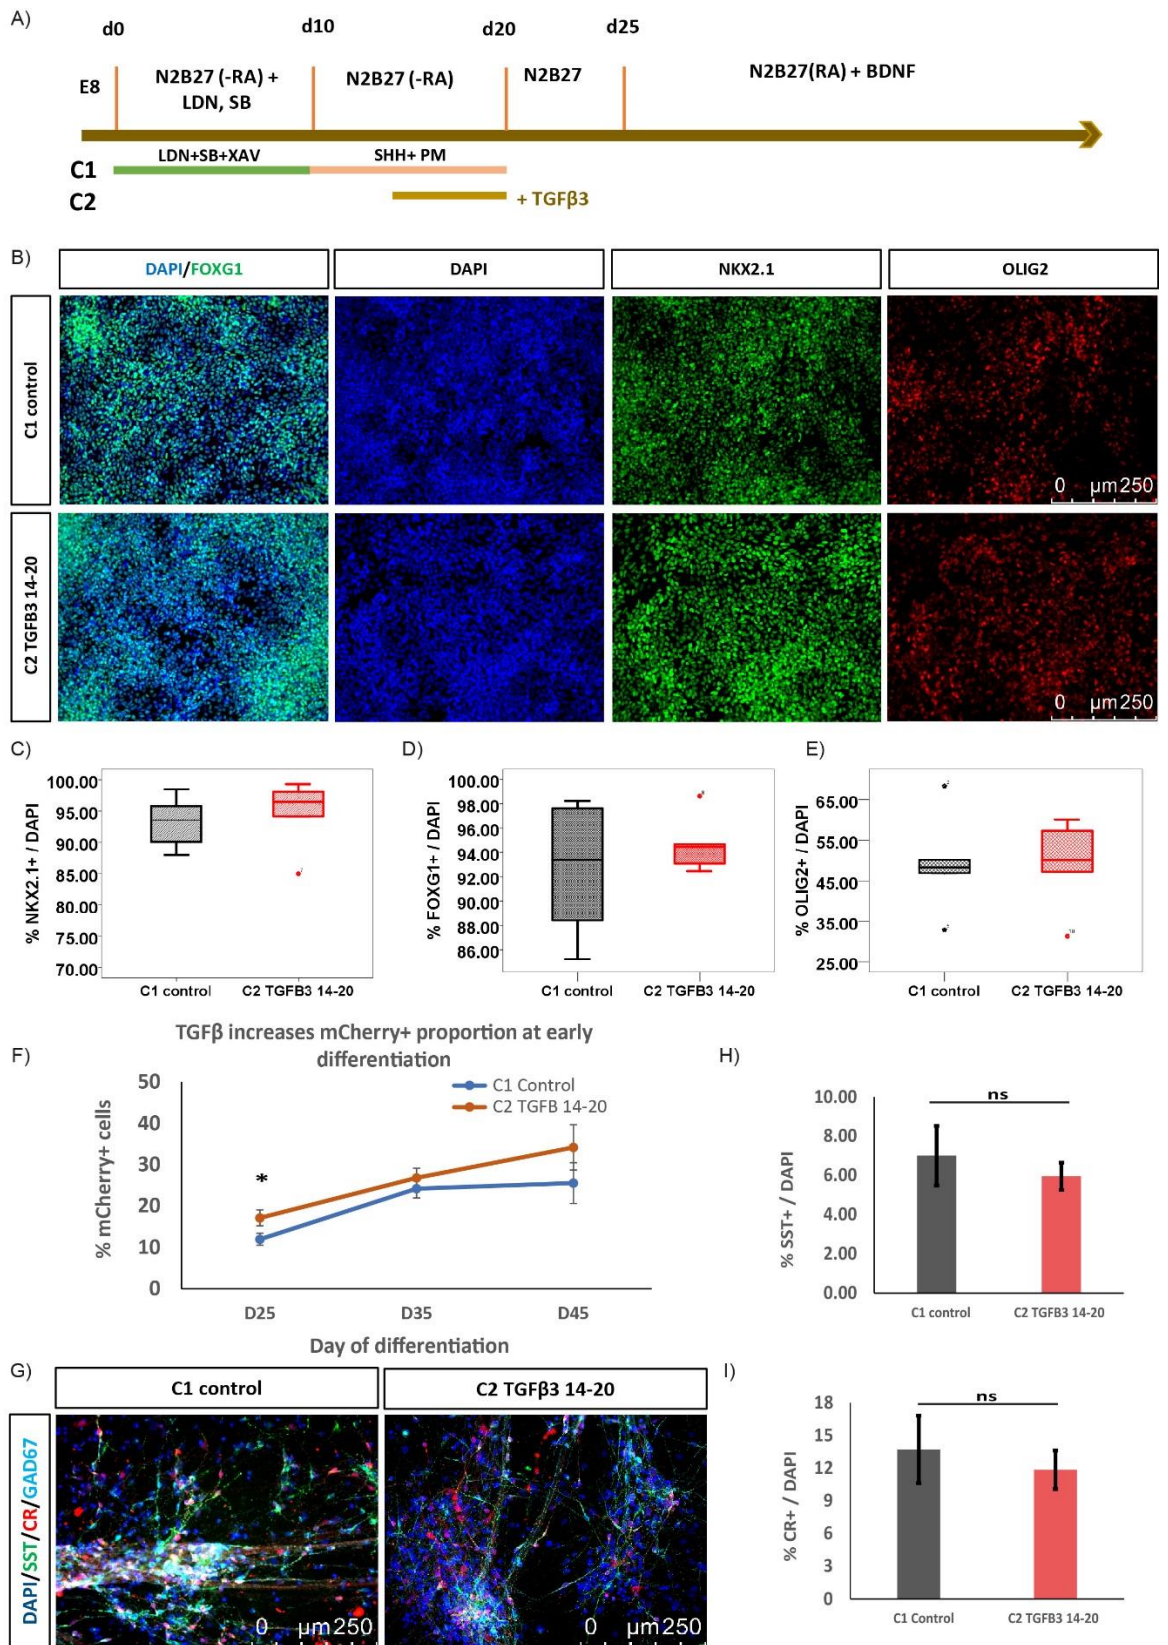 A)
d0
d10
d20
d25
E8
N2B27 (-RA) +
LDN, SB
N2B27 (-RA)
N2B27
N2B27(RA) + BDNF
C1
LDN+SB+XAV
SHH+ PM
C2
+ TGFβ3
B)
DAPI/FOXG1
DAPI
NKX2.1
OLIG2
C1 control
0 µm 250
C2 TGFB3 14-20
0 µm 250
C)
% NKX2.1+ / DAPI
100.00
95.00
90.00
85.00
80.00
75.00
70.00
C1 control
C2 TGFB3 14-20
D)
% FOXG1+ / DAPI
100.00
98.00
96.00
94.00
92.00
90.00
88.00
86.00
C1 control
C2 TGFB3 14-20
E)
% OLIG2+ / DAPI
65.00
55.00
45.00
35.00
25.00
C1 control
C2 TGFB3 14-20
F)
TGFβ increases mCherry+ proportion at early
differentiation
% mCherry+ cells
50
40
30
20
10
0
C1 Control
C2 TGFB 14-20
*
D25
D35
D45
Day of differentiation
H)
% SST+ / DAPI
10.00
8.00
6.00
4.00
2.00
0.00
ns
C1 control
C2 TGFB3 14-20
G)
C1 control
C2 TGFβ3 14-20
DAPI/SST/CR/GAD67
0 µm 250
0 µm 250
I)
% CR+ / DAPI
18
15
12
9
6
3
0
ns
C1 Control
C2 TGFB3 14-20